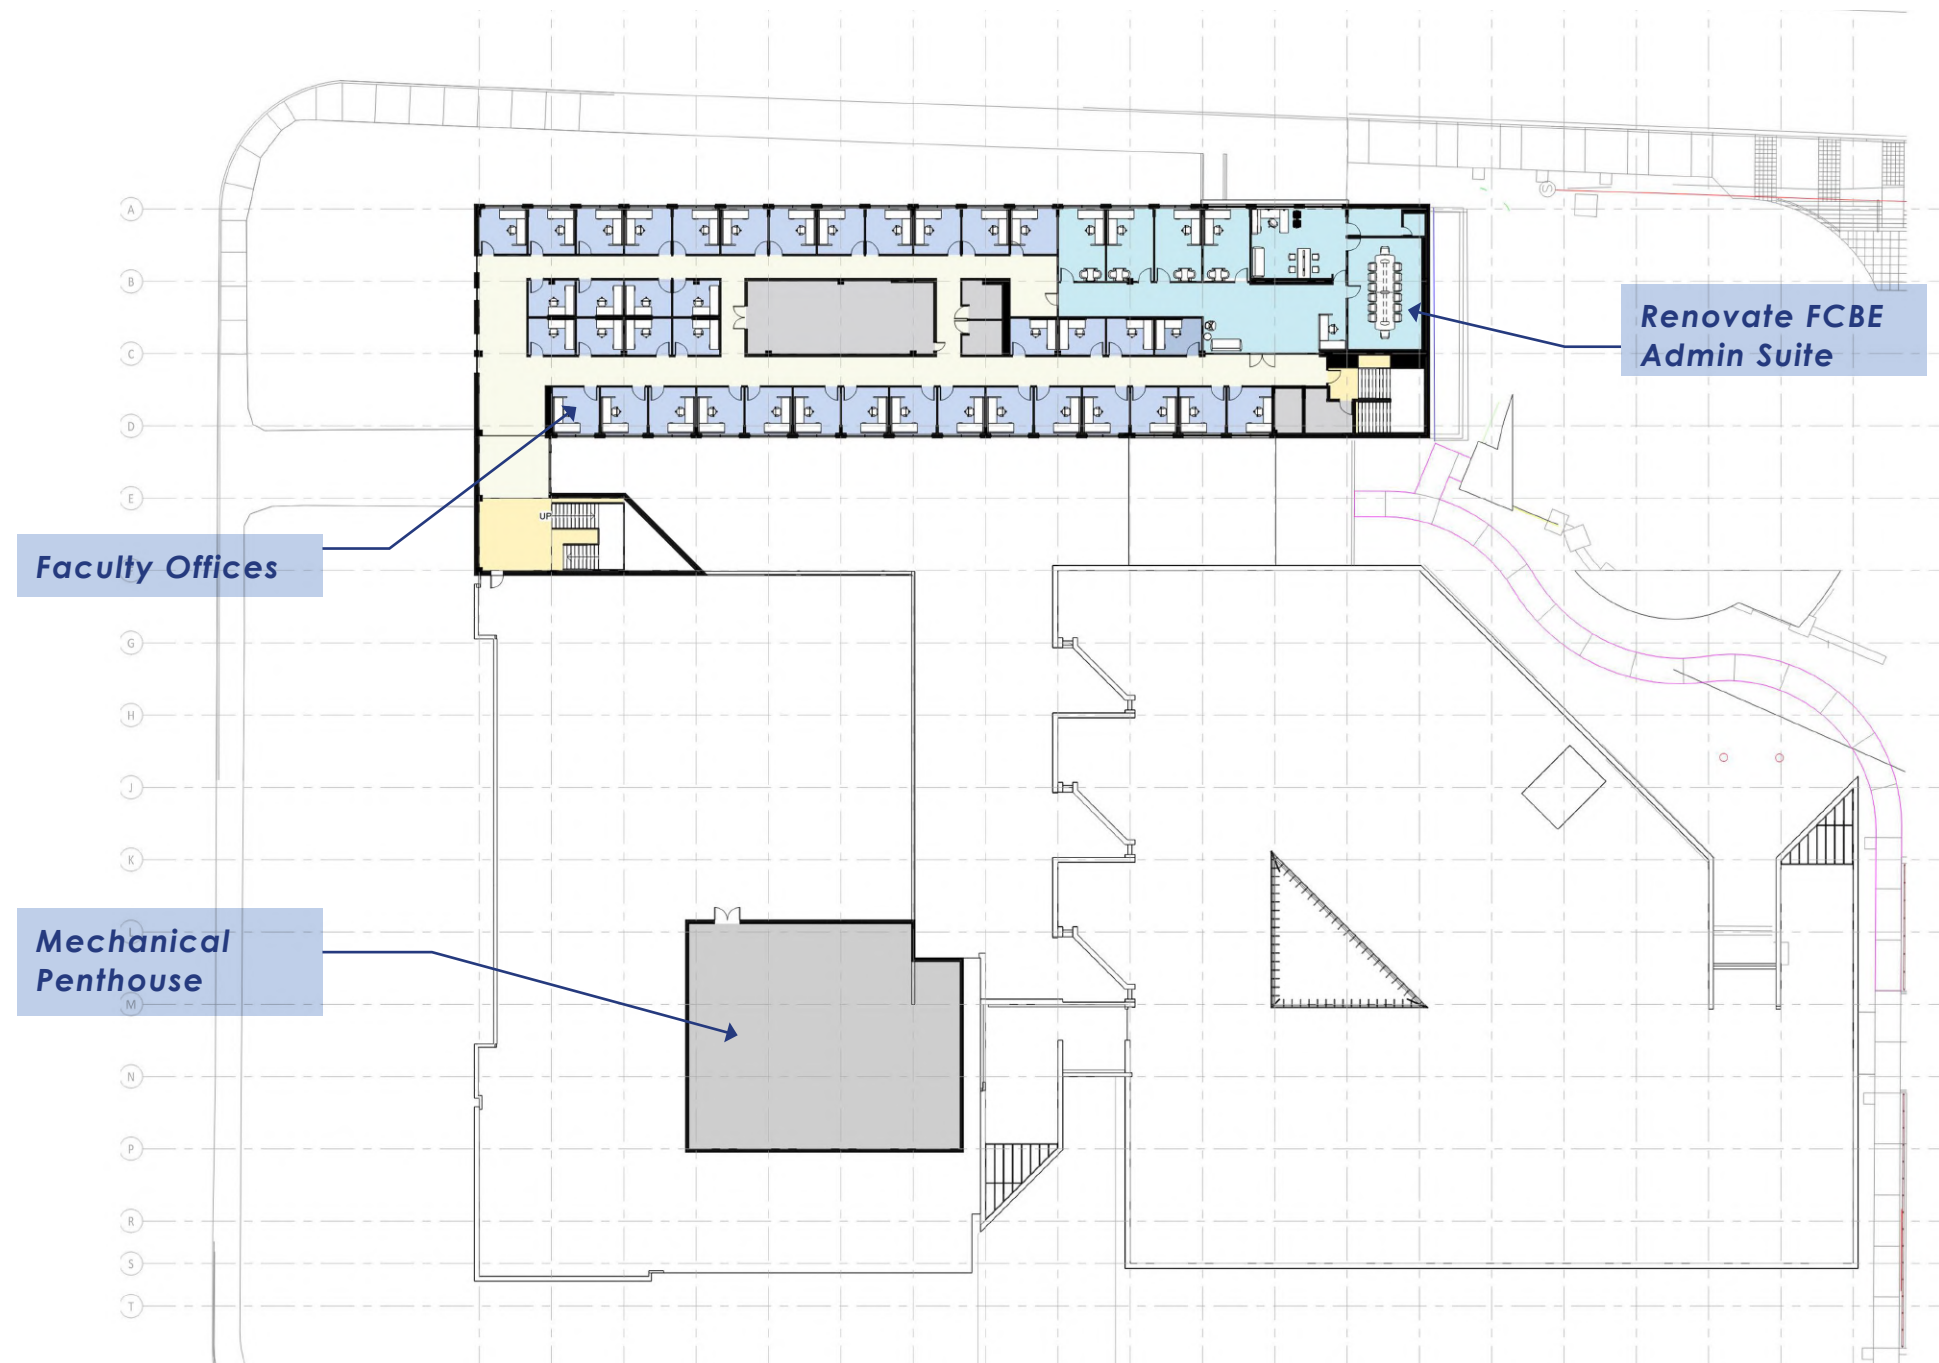 A
B
Renovate FCBE
Admin Suite
C
D
E
UP
Faculty Offices
G
H
J
K
L
Mechanical
Penthouse
M
N
P
R
S
T
S